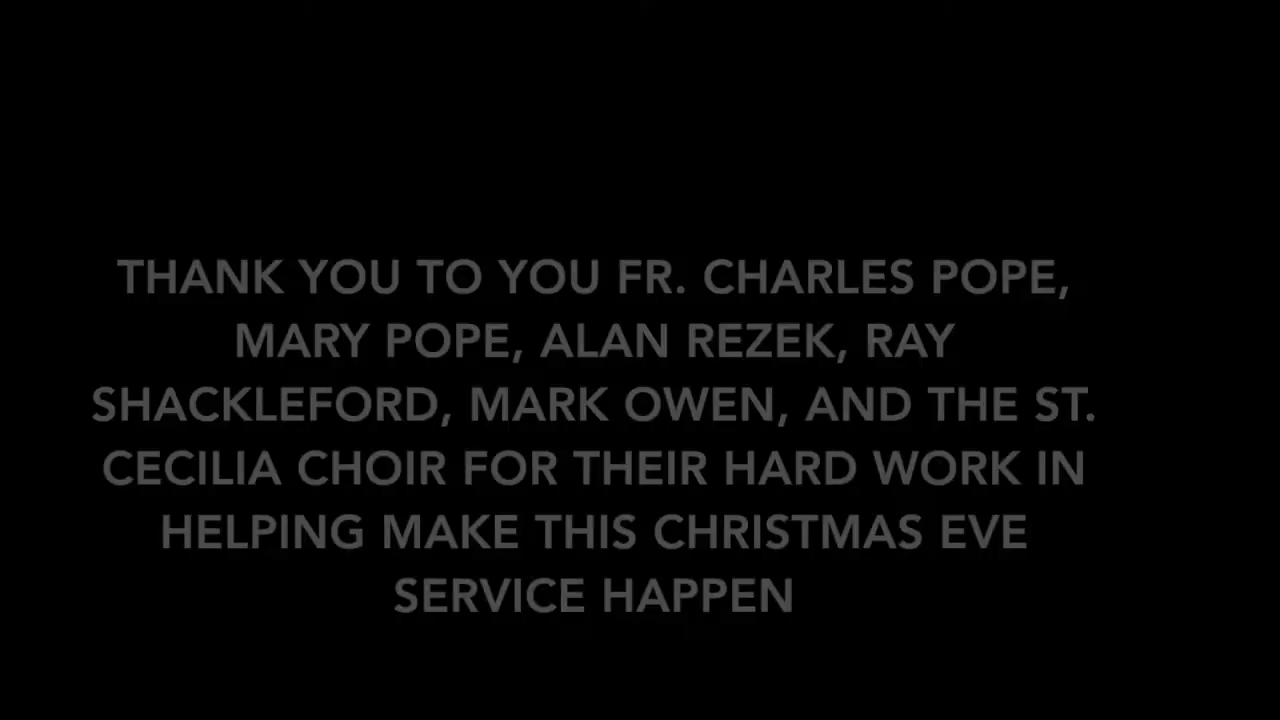 THANK YOU TO YOU FR. CHARLES POPE,
MARY POPE, ALAN REZEK, RAY
SHACKLEFORD, MARK OWEN, AND THE ST.
CECILIA CHOIR FOR THEIR HARD WORK IN
HELPING MAKE THIS CHRISTMAS EVE
SERVICE HAPPEN